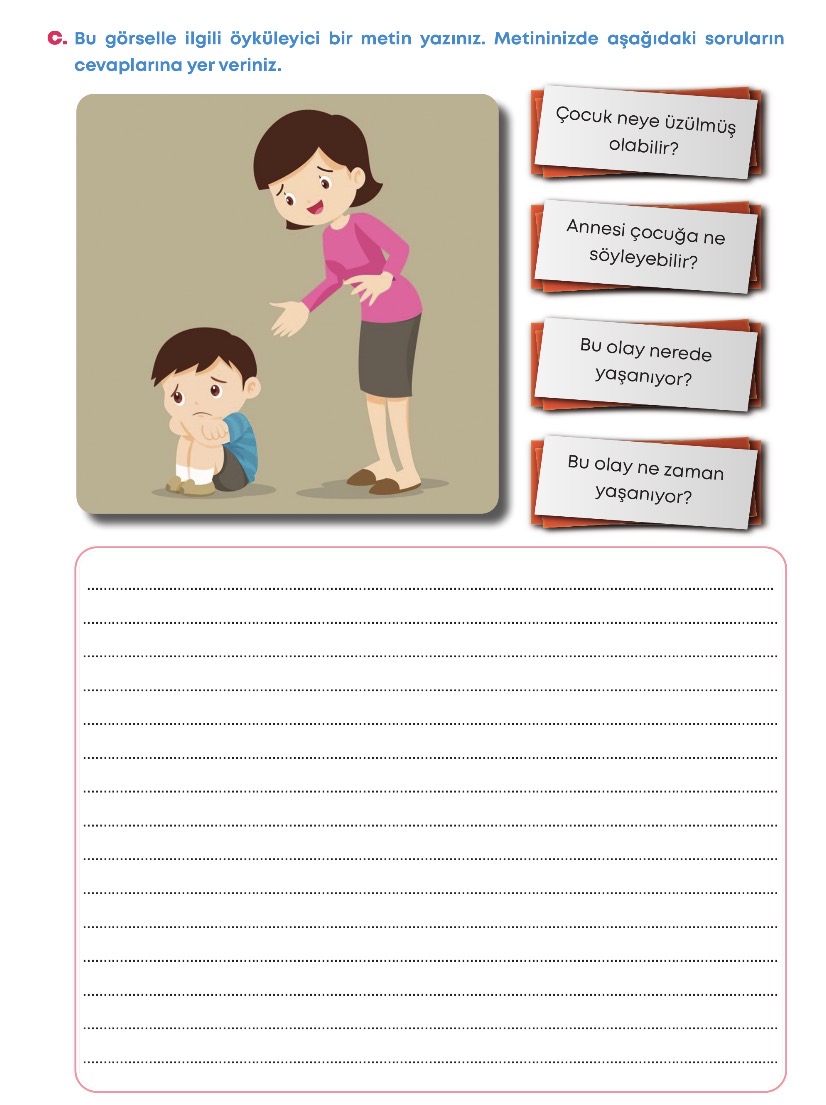 C. Bu görselle ilgili öyküleyici bir metin yazınız. Metininizde aşağıdaki soruların
cevaplarına yer veriniz.
Çocuk neye üzülmüş
olabilir?
Annesi çocuğa ne
söyleyebilir?
Bu olay nerede
yaşanıyor?
Bu olay ne zaman
yaşanıyor?